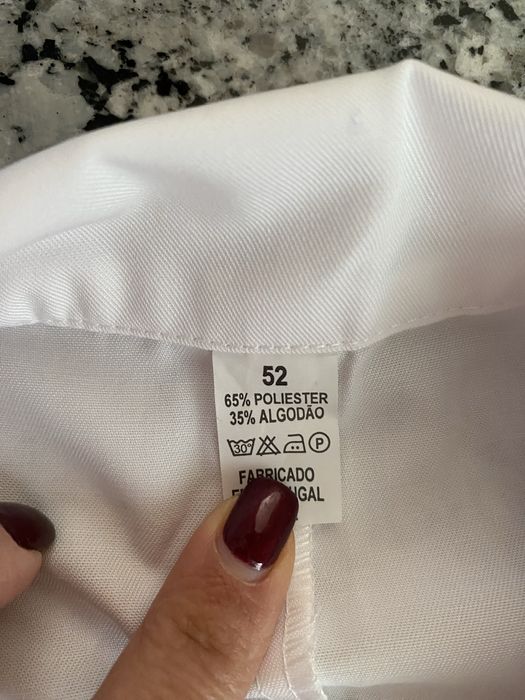 52
65% POLIESTER
35% ALGODÃO
30° P
FABRICADO